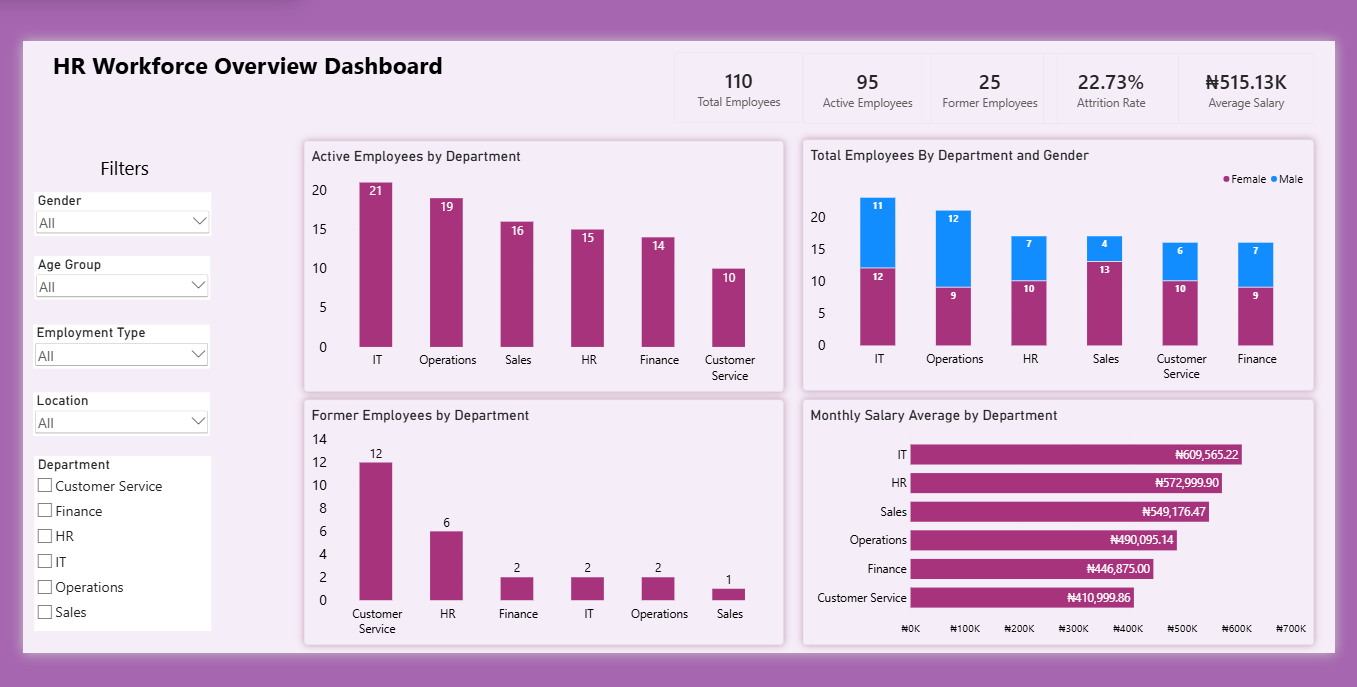 HR Workforce Overview Dashboard
110
Total Employees
95
Active Employees
25
Former Employees
22.73%
Attrition Rate
₦515.13K
Average Salary
Filters
Gender
All
Age Group
All
Employment Type
All
Location
All
Department
Customer Service
Finance
HR
IT
Operations
Sales
Active Employees by Department
20
15
10
5
0
21
19
16
15
14
10
IT
Operations
Sales
HR
Finance
Customer
Service
Total Employees By Department and Gender
Female
Male
20
15
10
5
0
11
12
12
9
7
10
4
13
6
10
7
9
IT
Operations
HR
Sales
Customer
Service
Finance
Former Employees by Department
14
12
10
8
6
4
2
0
12
6
2
2
2
1
Customer
Service
HR
Finance
IT
Operations
Sales
Monthly Salary Average by Department
IT ₦609,565.22
HR ₦572,999.90
Sales ₦549,176.47
Operations ₦490,095.14
Finance ₦446,875.00
Customer Service ₦410,999.86
₦0K ₦100K ₦200K ₦300K ₦400K ₦500K ₦600K ₦700K